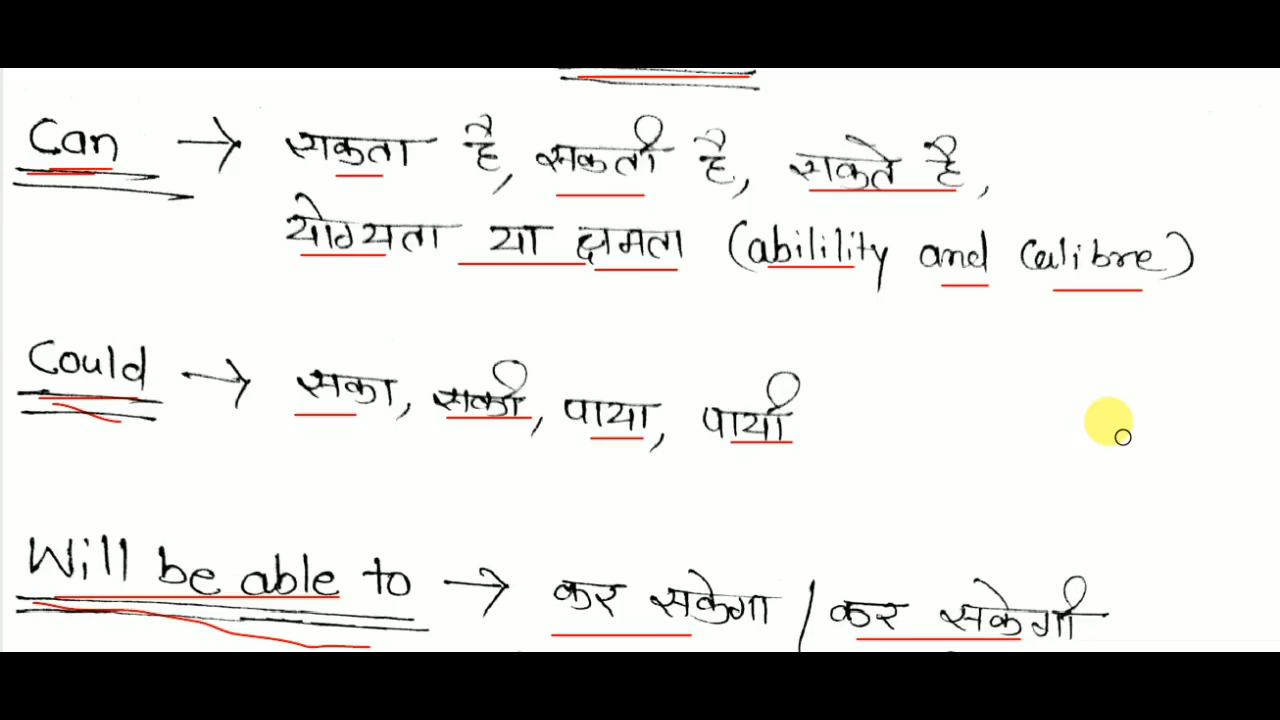 Can → सकता है, सकती है, सकते है,
योग्यता या क्षमता (abilility and Calibre)
Could → सका, सकी, पाया, पायी
Will be able to → कर सकेगा / कर सकेगी